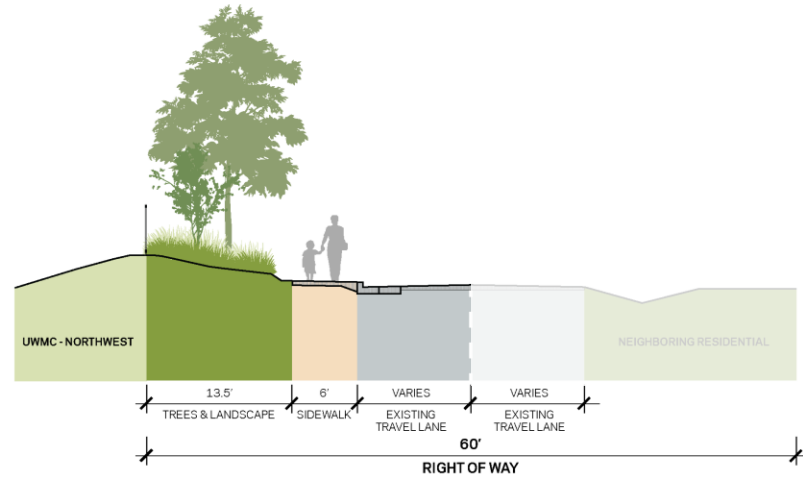 UWMC - NORTHWEST
NEIGHBORING RESIDENTIAL
13.5' 6' VARIES VARIES
TREES & LANDSCAPE SIDEWALK EXISTING EXISTING
TRAVEL LANE TRAVEL LANE
60'
RIGHT OF WAY